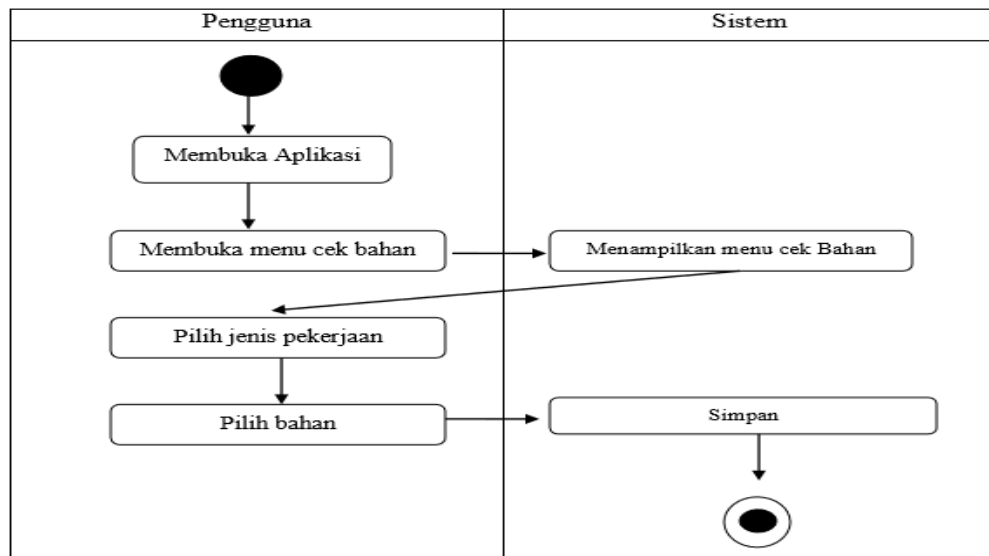 Pengguna
Sistem
Membuka Aplikasi
Membuka menu cek bahan
Menampilkan menu cek Bahan
Pilih jenis pekerjaan
Pilih bahan
Simpan